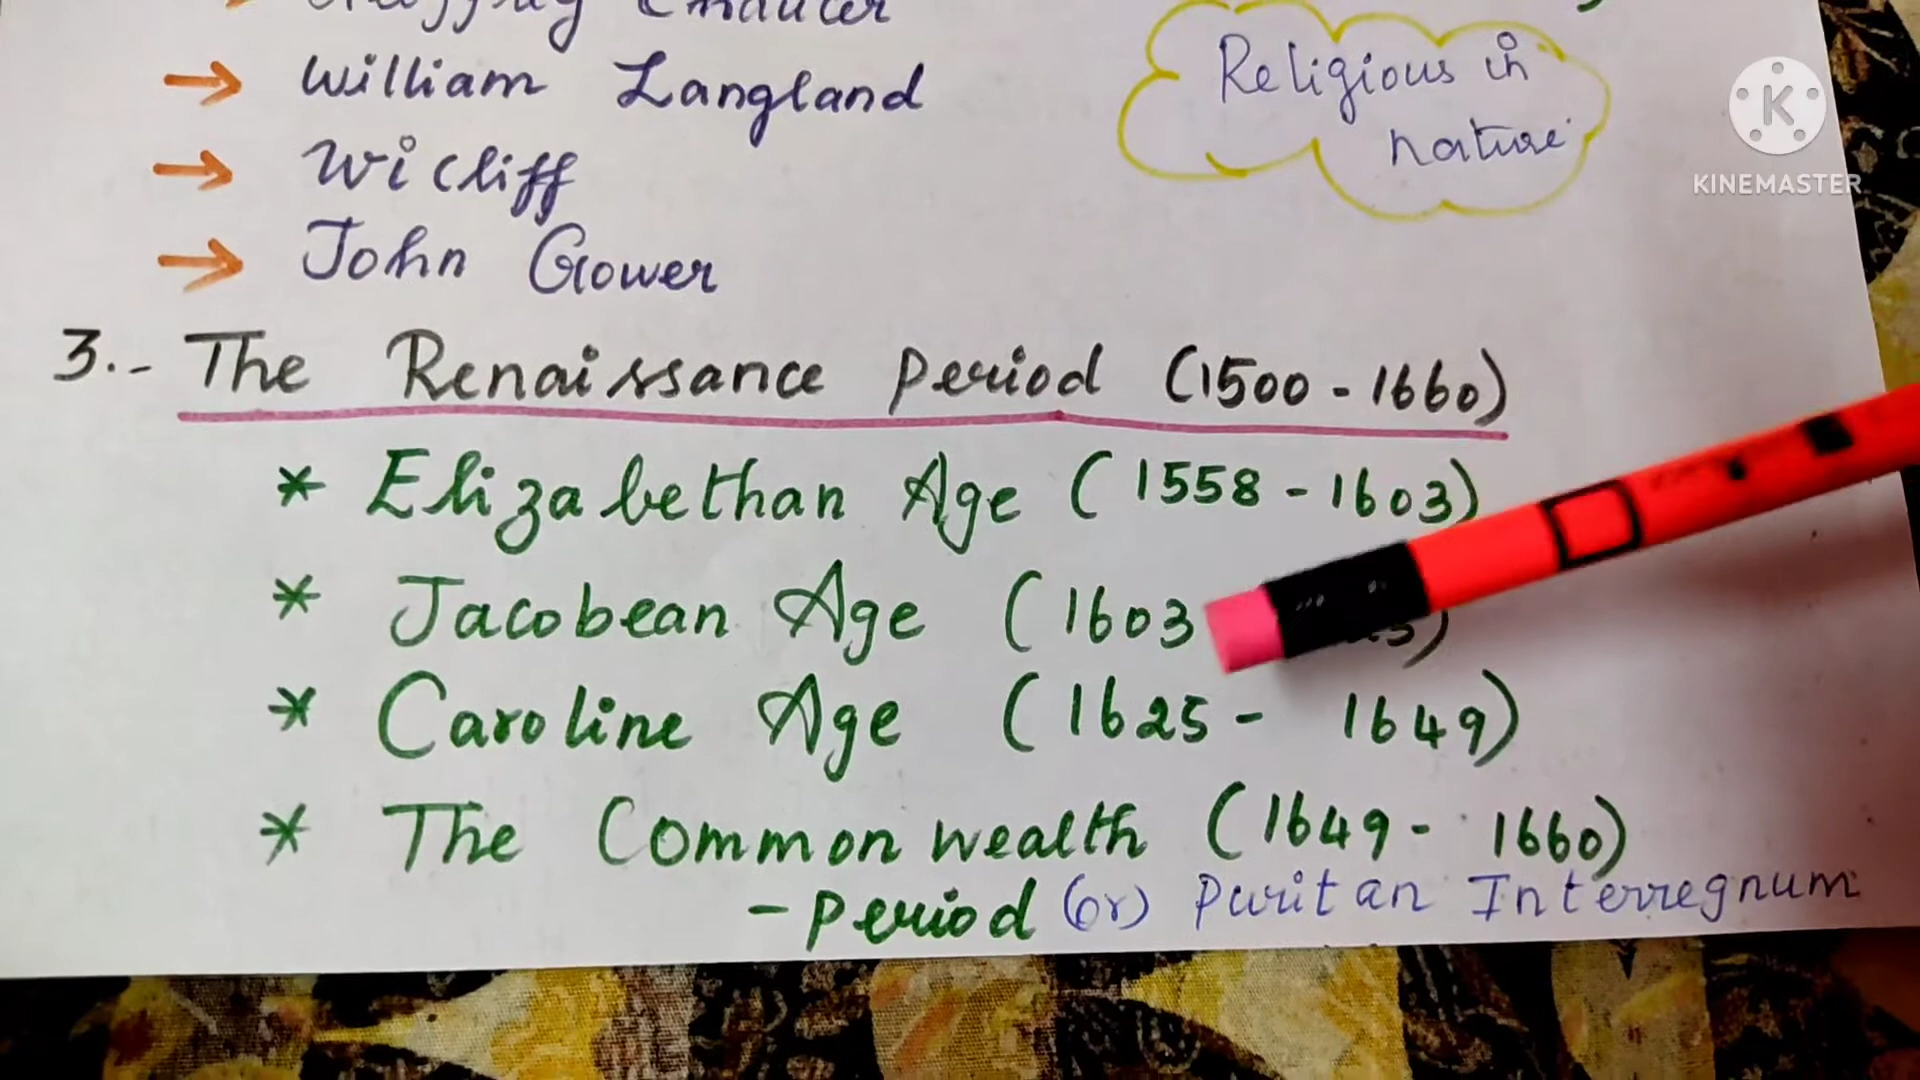 William Langland
Religious in
nature
Wicliff
John Gower
KINEMASTER
3.- The Renaissance period (1500 - 1660)
* Elizabethan Age (1558 - 1603)
* Jacobean Age (1603
* Caroline Age (1625 - 1649)
* The Commonwealth (1649 - 1660)
- period (or) Puritan Interregnum